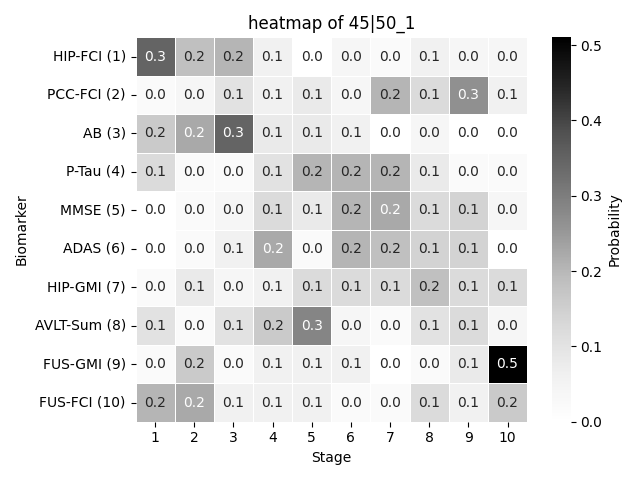 heatmap of 45|50_1
HIP-FCI (1) 0.3 0.2 0.2 0.1 0.0 0.0 0.0 0.1 0.0 0.0
PCC-FCI (2) 0.0 0.0 0.1 0.1 0.1 0.0 0.2 0.1 0.3 0.1
AB (3) 0.2 0.2 0.3 0.1 0.1 0.1 0.0 0.0 0.0 0.0
P-Tau (4) 0.1 0.0 0.0 0.1 0.2 0.2 0.2 0.1 0.0 0.0
MMSE (5) 0.0 0.0 0.0 0.1 0.1 0.2 0.2 0.1 0.1 0.0
ADAS (6) 0.0 0.0 0.1 0.2 0.0 0.2 0.2 0.1 0.1 0.0
HIP-GMI (7) 0.0 0.1 0.0 0.1 0.1 0.1 0.1 0.2 0.1 0.1
AVLT-Sum (8) 0.1 0.0 0.1 0.2 0.3 0.0 0.0 0.1 0.1 0.0
FUS-GMI (9) 0.0 0.2 0.0 0.1 0.1 0.1 0.0 0.0 0.1 0.5
FUS-FCI (10) 0.2 0.2 0.1 0.1 0.1 0.0 0.0 0.1 0.1 0.2
1 2 3 4 5 6 7 8 9 10
Stage
Biomarker
0.5
0.4
0.3
0.2
0.1
0.0
Probability